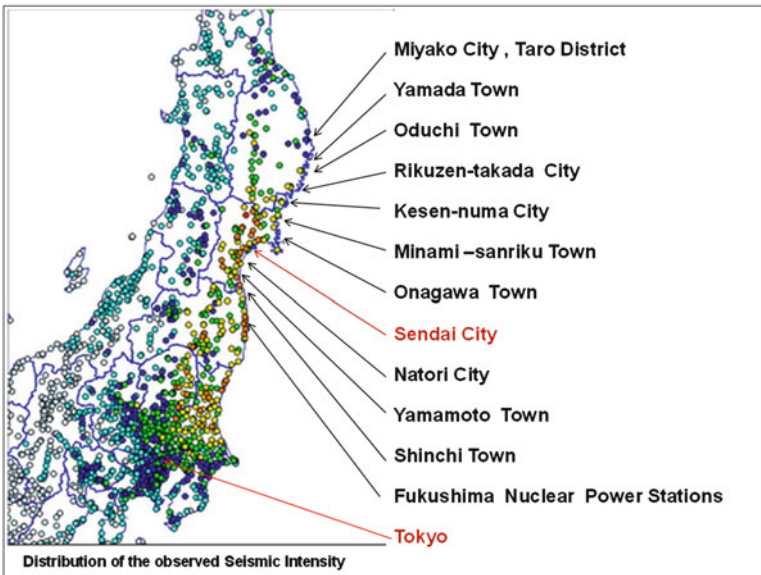 Miyako City , Taro District
Yamada Town
Oduchi Town
Rikuzen-takada City
Kesen-numa City
Minami –sanriku Town
Onagawa Town
Sendai City
Natori City
Yamamoto Town
Shinchi Town
Fukushima Nuclear Power Stations
Tokyo
Distribution of the observed Seismic Intensity